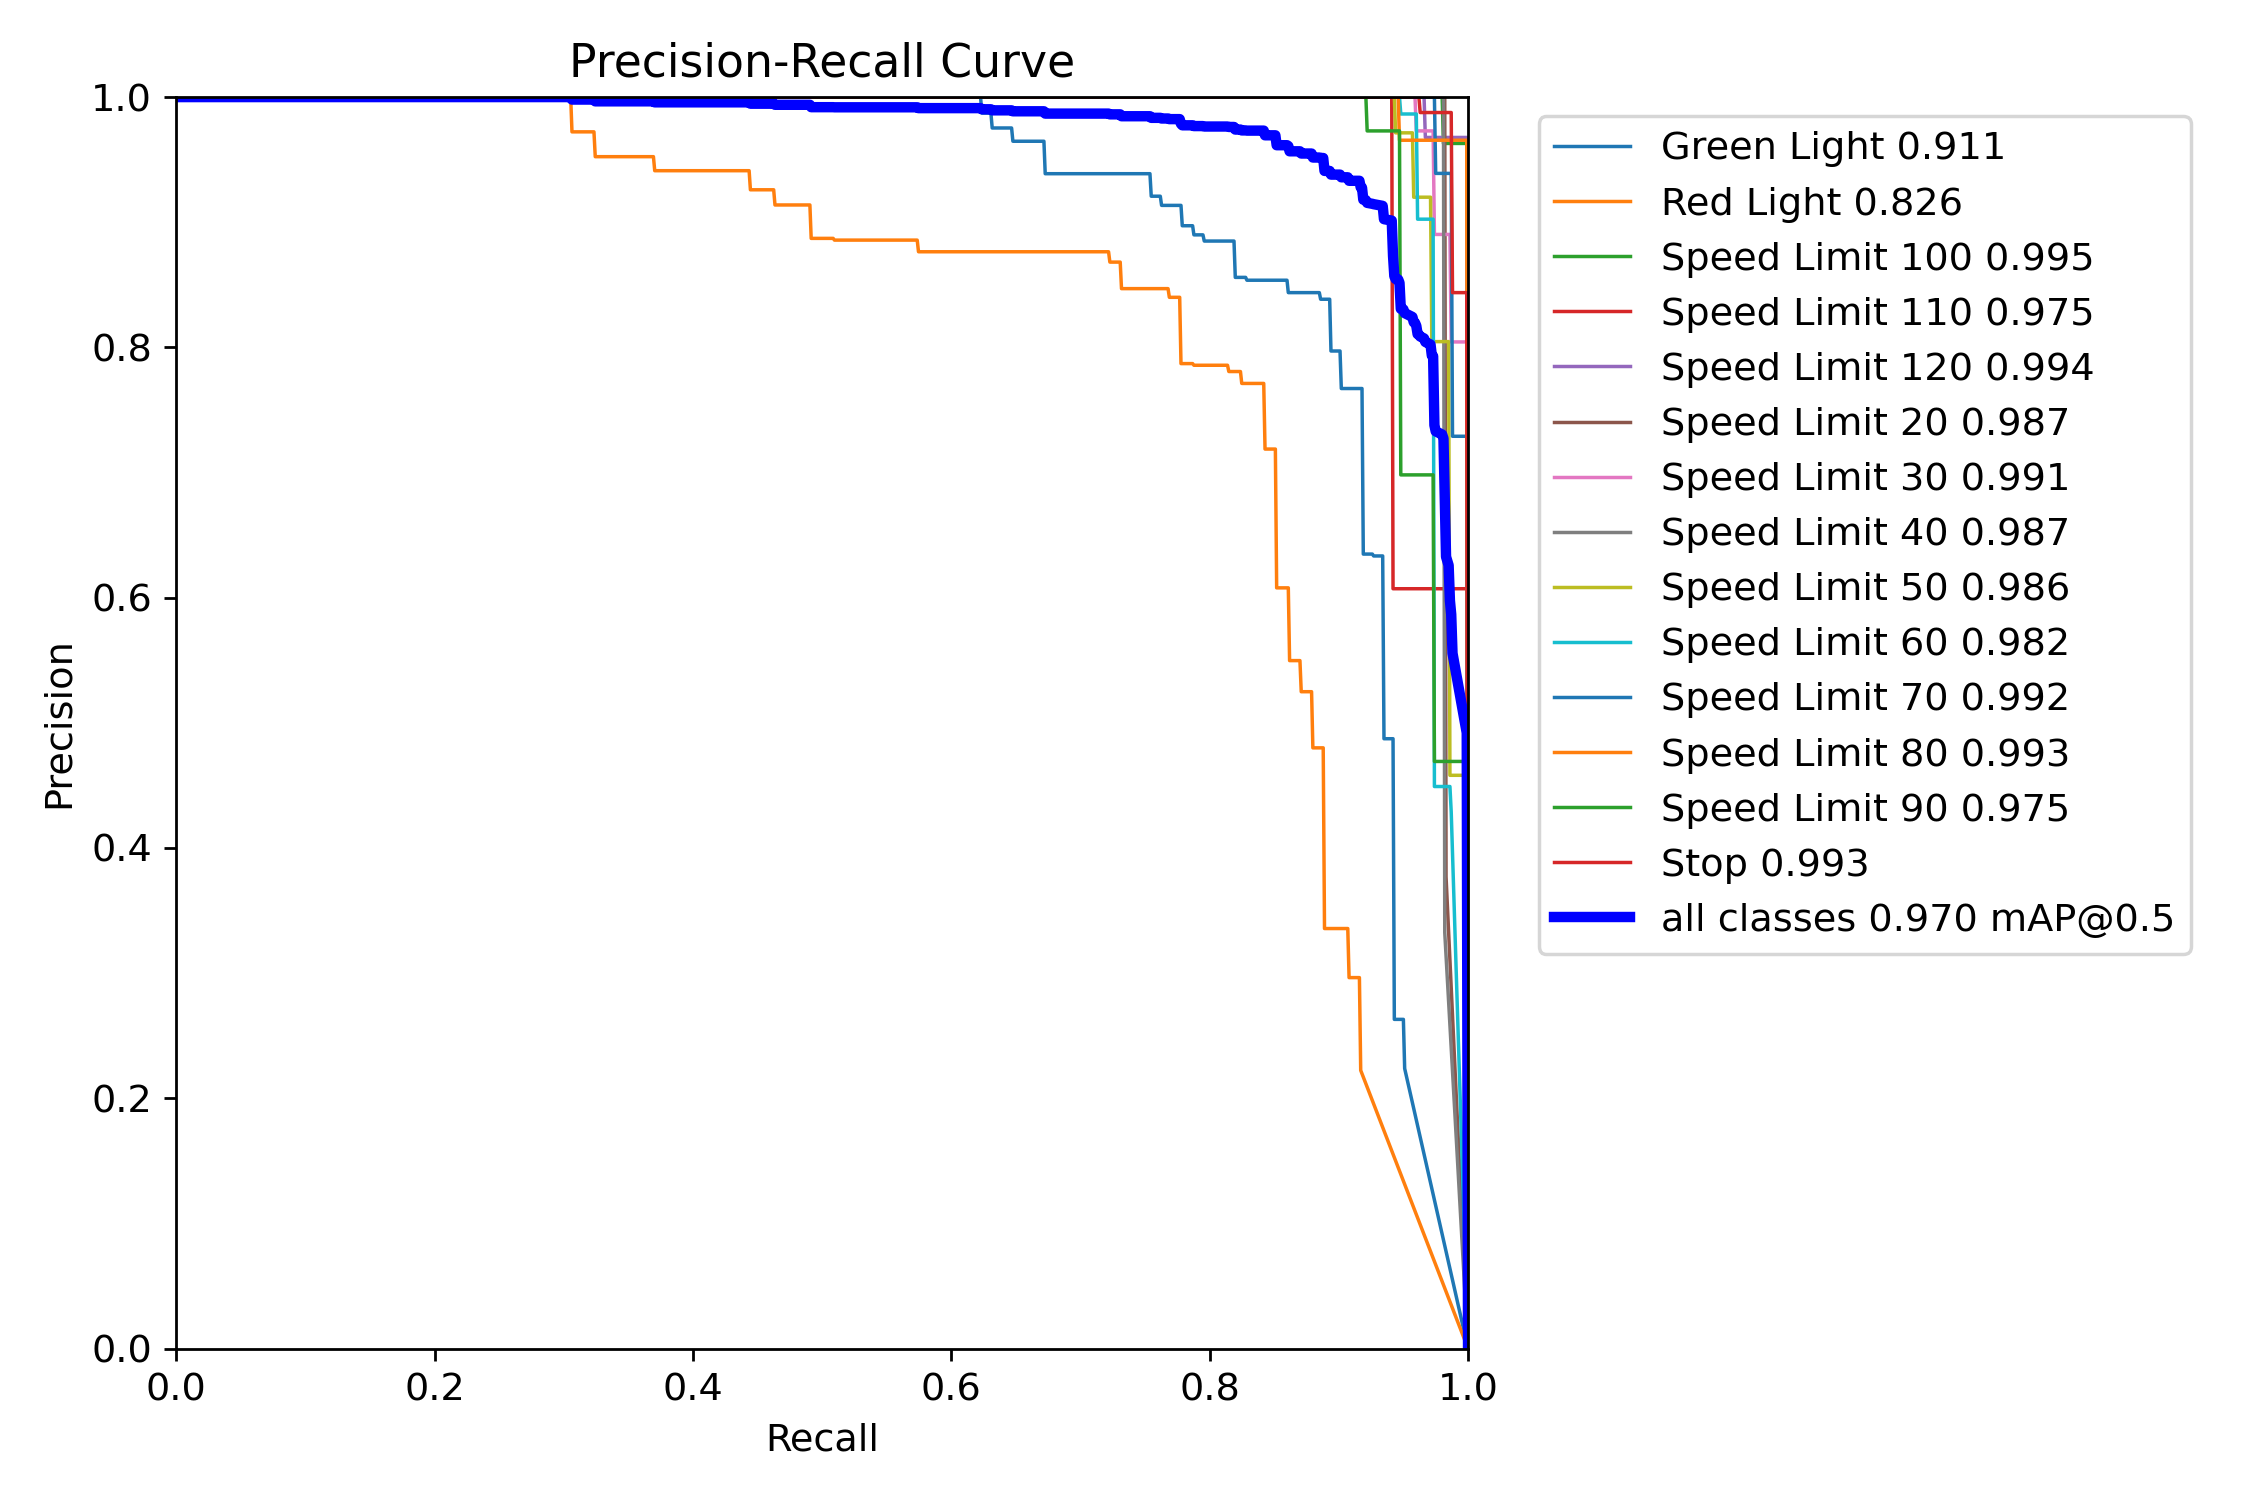 Precision-Recall Curve
1.0
0.8
0.6
0.4
0.2
0.0
Precision
0.0 0.2 0.4 0.6 0.8 1.0
Recall
Green Light 0.911
Red Light 0.826
Speed Limit 100 0.995
Speed Limit 110 0.975
Speed Limit 120 0.994
Speed Limit 20 0.987
Speed Limit 30 0.991
Speed Limit 40 0.987
Speed Limit 50 0.986
Speed Limit 60 0.982
Speed Limit 70 0.992
Speed Limit 80 0.993
Speed Limit 90 0.975
Stop 0.993
all classes 0.970 mAP@0.5